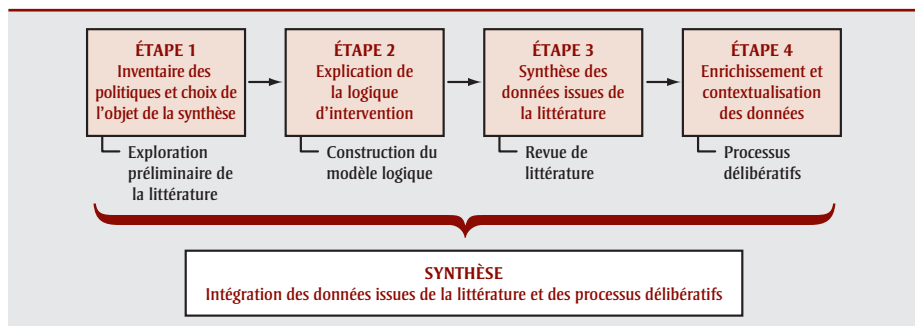 ÉTAPE 1
Inventaire des
politiques et choix de
l’objet de la synthèse
Exploration
préliminaire de
la littérature
ÉTAPE 2
Explication de
la logique
d’intervention
Construction du
modèle logique
ÉTAPE 3
Synthèse des
données issues de
la littérature
Revue de
littérature
ÉTAPE 4
Enrichissement et
contextualisation
des données
Processus
délibératifs
SYNTHÈSE
Intégration des données issues de la littérature et des processus délibératifs